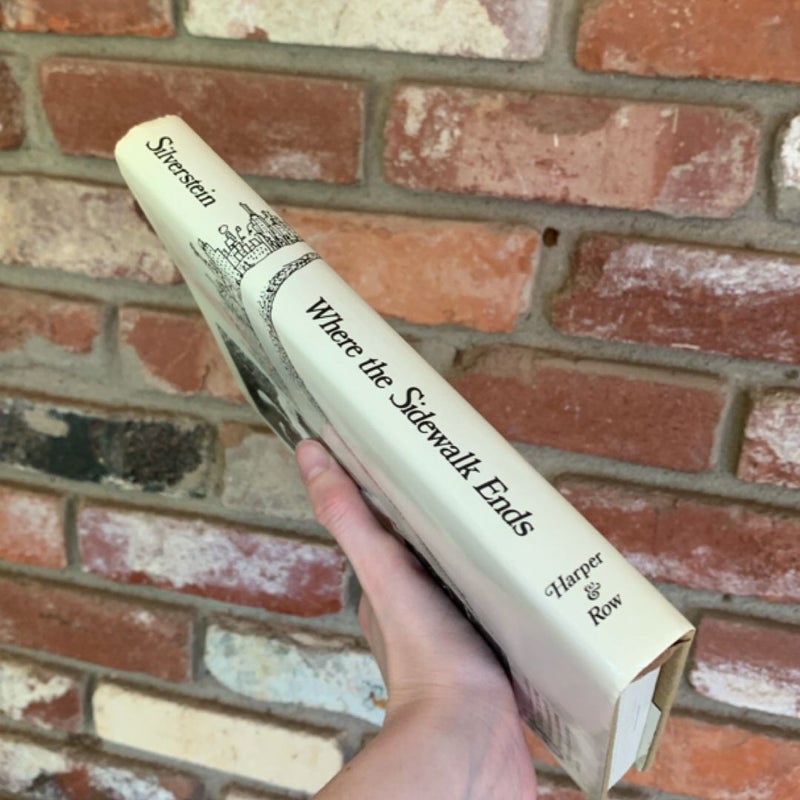 Silverstein
Where the Sidewalk Ends
Harper
&
Row